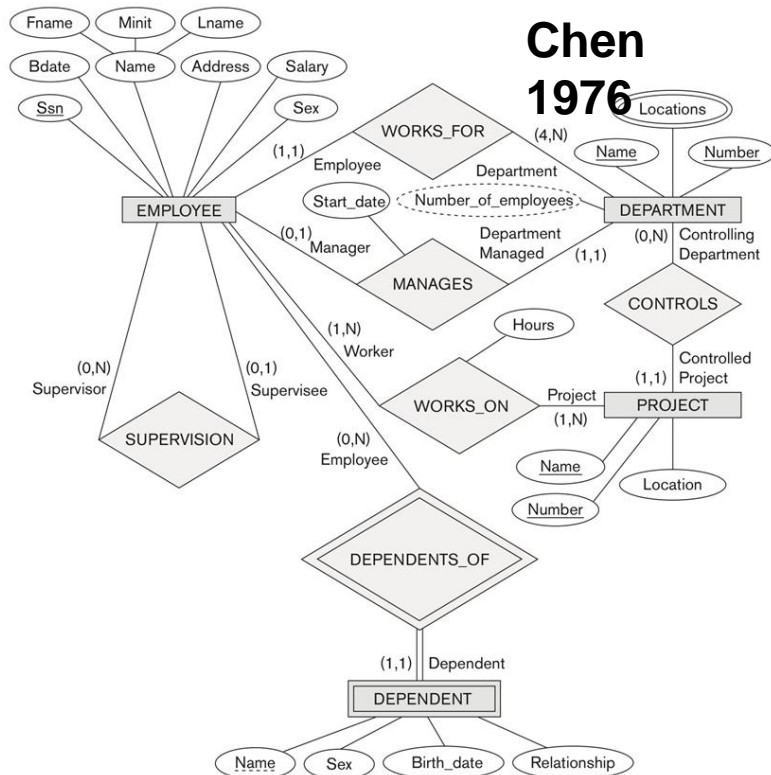 Chen
1976
Fname
Minit
Lname
Bdate
Name
Address
Salary
Ssn
Sex
WORKS_FOR
Locations
Name
Number
(1,1)
Employee
(4,N)
Department
EMPLOYEE
Start_date
Number_of_employees
DEPARTMENT
(0,1)
Manager
MANAGES
Department
Managed
(1,1)
(0,N)
Controlling
Department
CONTROLS
Hours
(1,N)
Worker
(0,N)
Supervisor
(0,1)
Supervisee
SUPERVISION
WORKS_ON
Project
(1,N)
Controlled
Project
(1,1)
PROJECT
(0,N)
Employee
Name
Number
Location
DEPENDENTS_OF
(1,1)
Dependent
DEPENDENT
Name
Sex
Birth_date
Relationship